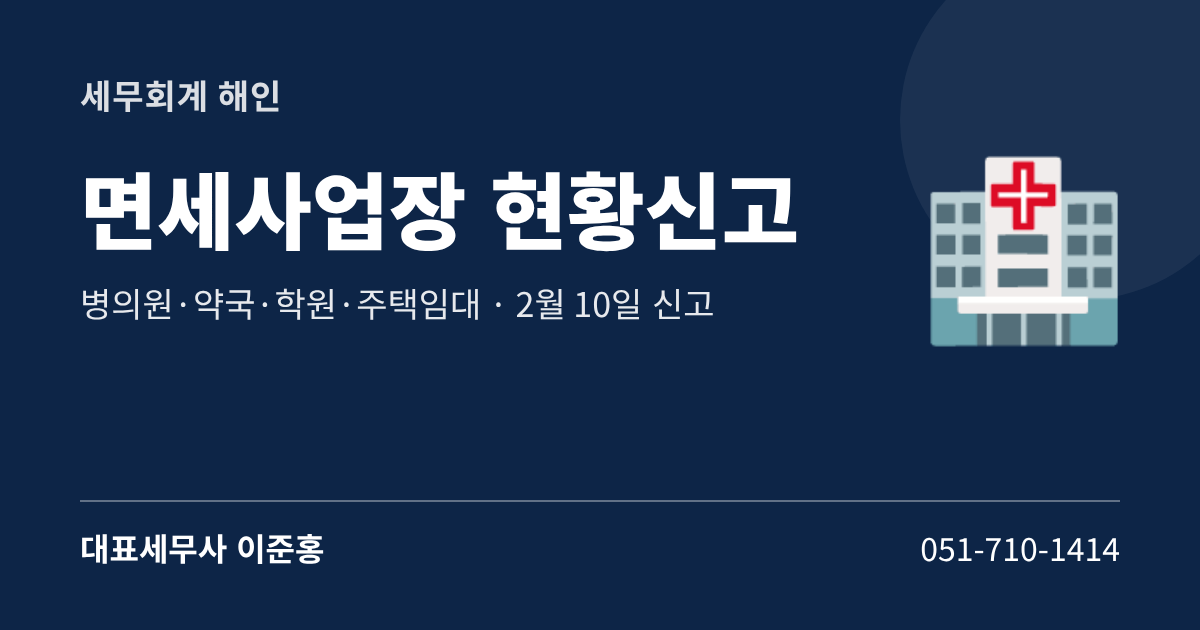 세무회계 해인
면세사업장 현황신고
병의원·약국·학원·주택임대 · 2월 10일 신고
대표세무사 이준홍
051-710-1414